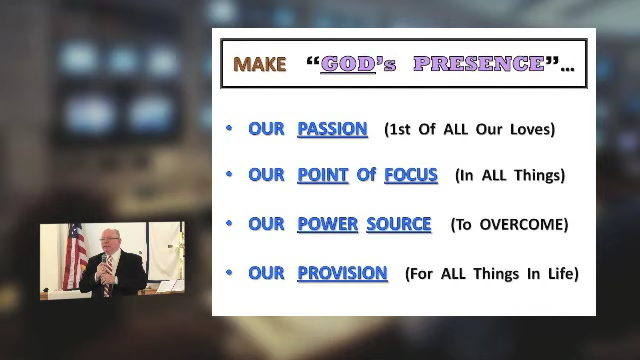 MAKE “GOD's PRESENCE”...
• OUR PASSION (1st Of ALL Our Loves)
• OUR POINT Of FOCUS (In ALL Things)
• OUR POWER SOURCE (To OVERCOME)
• OUR PROVISION (For ALL Things In Life)